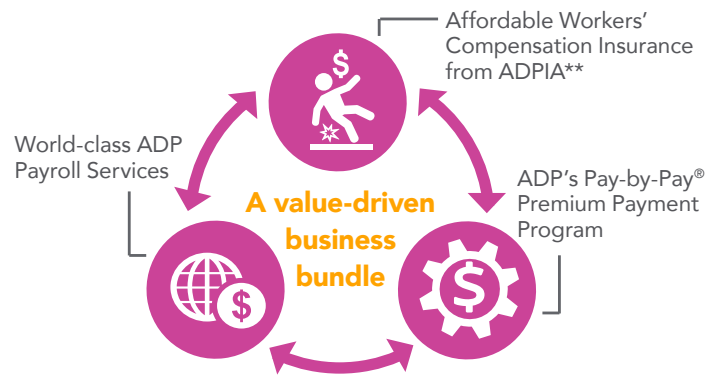 Affordable Workers’
Compensation Insurance
from ADPIA**
$
World-class ADP
Payroll Services
A value-driven
business
bundle
ADP’s Pay-by-Pay®
Premium Payment
Program
$
$